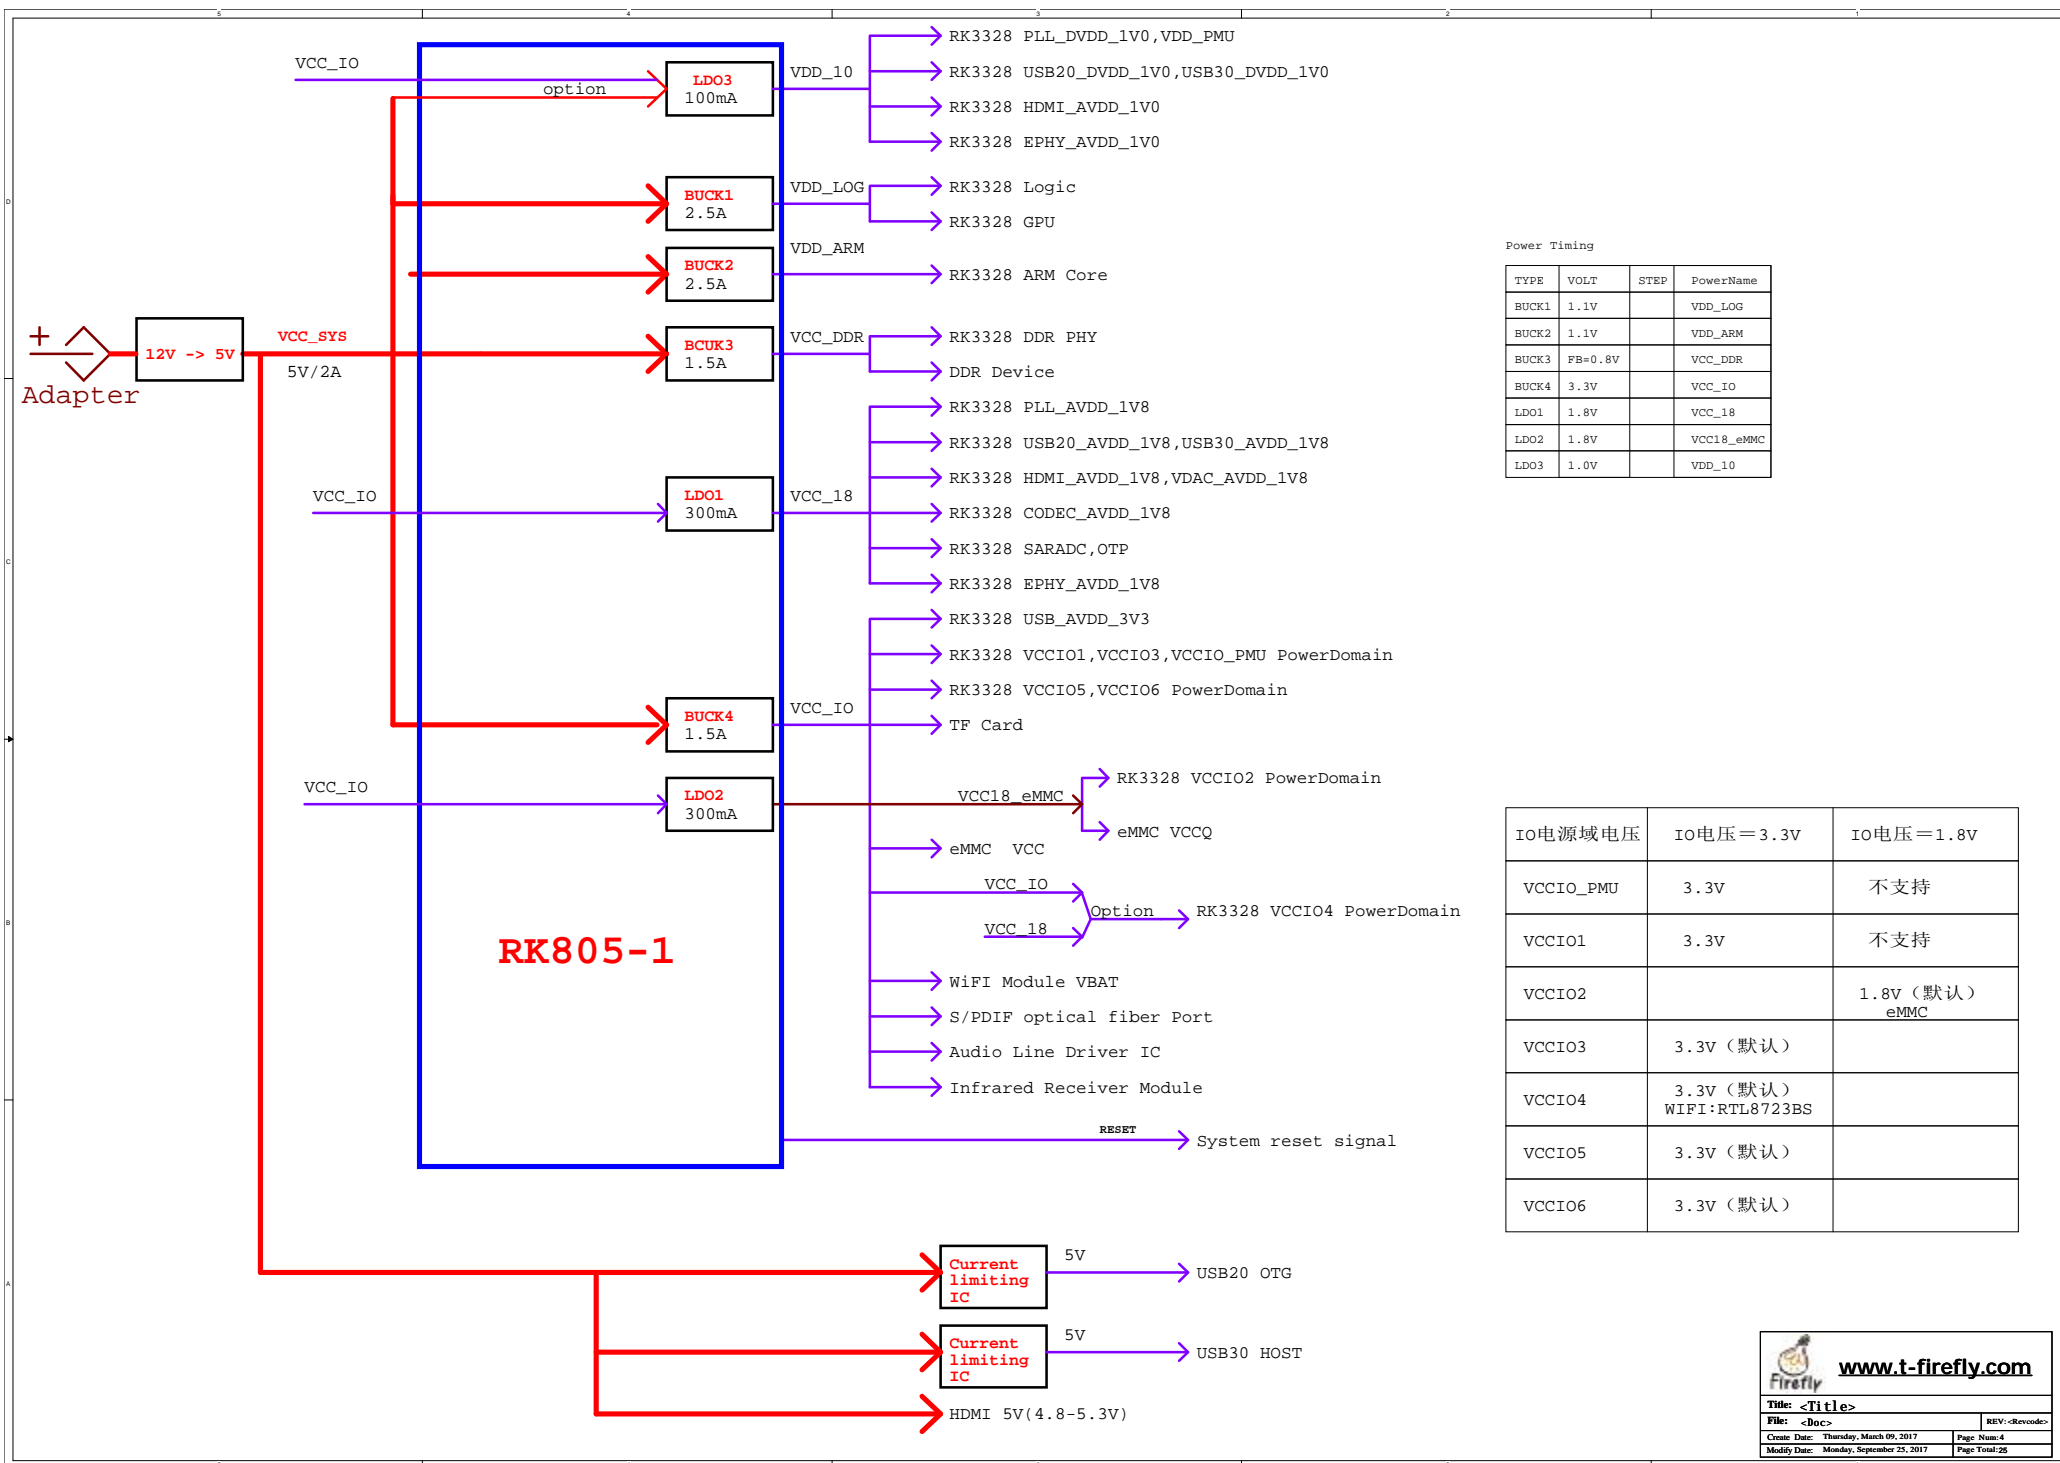 5
4
3
2
1
VCC_IO
option
LDO3
100mA
VDD_10
RK3328 PLL_DVDD_1V0,VDD_PMU
RK3328 USB20_DVDD_1V0,USB30_DVDD_1V0
RK3328 HDMI_AVDD_1V0
RK3328 EPHY_AVDD_1V0
D
BUCK1
2.5A
VDD_LOG
RK3328 Logic
RK3328 GPU
BUCK2
2.5A
VDD_ARM
RK3328 ARM Core
+
Adapter
12V -> 5V
VCC_SYS
5V/2A
BCUK3
1.5A
VCC_DDR
RK3328 DDR PHY
DDR Device
VCC_IO
LDO1
300mA
VCC_18
RK3328 PLL_AVDD_1V8
RK3328 USB20_AVDD_1V8,USB30_AVDD_1V8
RK3328 HDMI_AVDD_1V8,VDAC_AVDD_1V8
RK3328 CODEC_AVDD_1V8
RK3328 SARADC,OTP
RK3328 EPHY_AVDD_1V8
C
BUCK4
1.5A
VCC_IO
RK3328 USB_AVDD_3V3
RK3328 VCCIO1,VCCIO3,VCCIO_PMU PowerDomain
RK3328 VCCIO5,VCCIO6 PowerDomain
TF Card
VCC_IO
LDO2
300mA
VCC18_eMMC
RK3328 VCCIO2 PowerDomain
eMMC VCCQ
eMMC VCC
VCC_IO
VCC_18
Option
RK3328 VCCIO4 PowerDomain
B
RK805-1
WiFI Module VBAT
S/PDIF optical fiber Port
Audio Line Driver IC
Infrared Receiver Module
RESET
System reset signal
A
Current
limiting
IC
5V
USB20 OTG
Current
limiting
IC
5V
USB30 HOST
HDMI 5V(4.8-5.3V)
Power Timing
TYPE VOLT STEP PowerName
BUCK1 1.1V VDD_LOG
BUCK2 1.1V VDD_ARM
BUCK3 FB=0.8V VCC_DDR
BUCK4 3.3V VCC_IO
LDO1 1.8V VCC_18
LDO2 1.8V VCC18_eMMC
LDO3 1.0V VDD_10
IO电源域电压 IO电压＝3.3V IO电压＝1.8V
VCCIO_PMU 3.3V 不支持
VCCIO1 3.3V 不支持
VCCIO2 1.8V（默认）
eMMC
VCCIO3 3.3V（默认）
VCCIO4 3.3V（默认）
WIFI:RTL8723BS
VCCIO5 3.3V（默认）
VCCIO6 3.3V（默认）
Firefly
www.t-firefly.com
Title: <Title>
File: <Doc> REV: <Revcode>
Create Date: Thursday, March 09, 2017 Page Num: 4
Modify Date: Monday, September 25, 2017 Page Total: 25